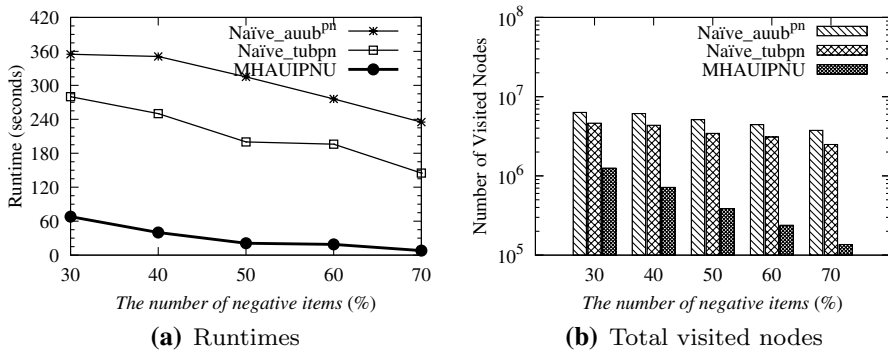 420
360
300
240
180
120
60
0
Runtime (seconds)
Naïve_auub^pn
Naïve_tubpn
MHAUIPNU
30 40 50 60 70
The number of negative items (%)
(a) Runtimes
10^8
10^7
10^6
10^5
Number of Visited Nodes
Naïve_auub^pn
Naïve_tubpn
MHAUIPNU
30 40 50 60 70
The number of negative items (%)
(b) Total visited nodes